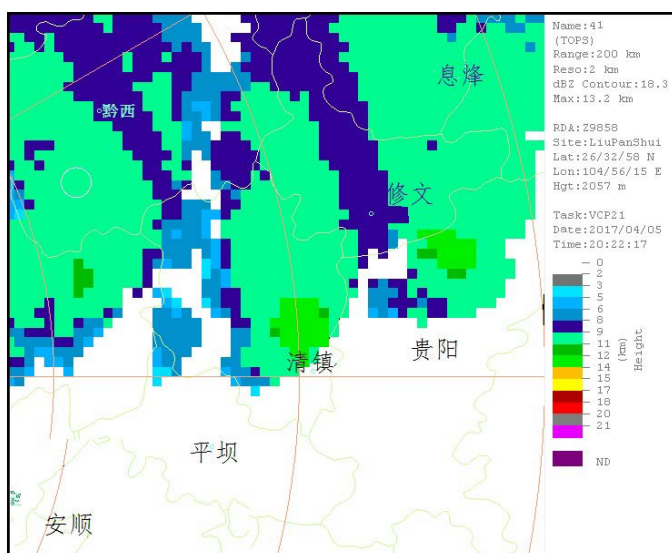 Name:41
(TOPS)
Range:200 km
Reso:2 km
dBZ Contour:18.3
Max:13.2 km
RDA:Z9858
Site:LiuPanShui
Lat:26/32/58 N
Lon:104/56/15 E
Hgt:2057 m
Task:VCP21
Date:2017/04/05
Time:20:22:17
息烽
黔西
修文
贵阳
清镇
平坝
安顺
0
2
3
5
6
8
9
11
12
14
15
17
18
20
21
ND
(km)
Height